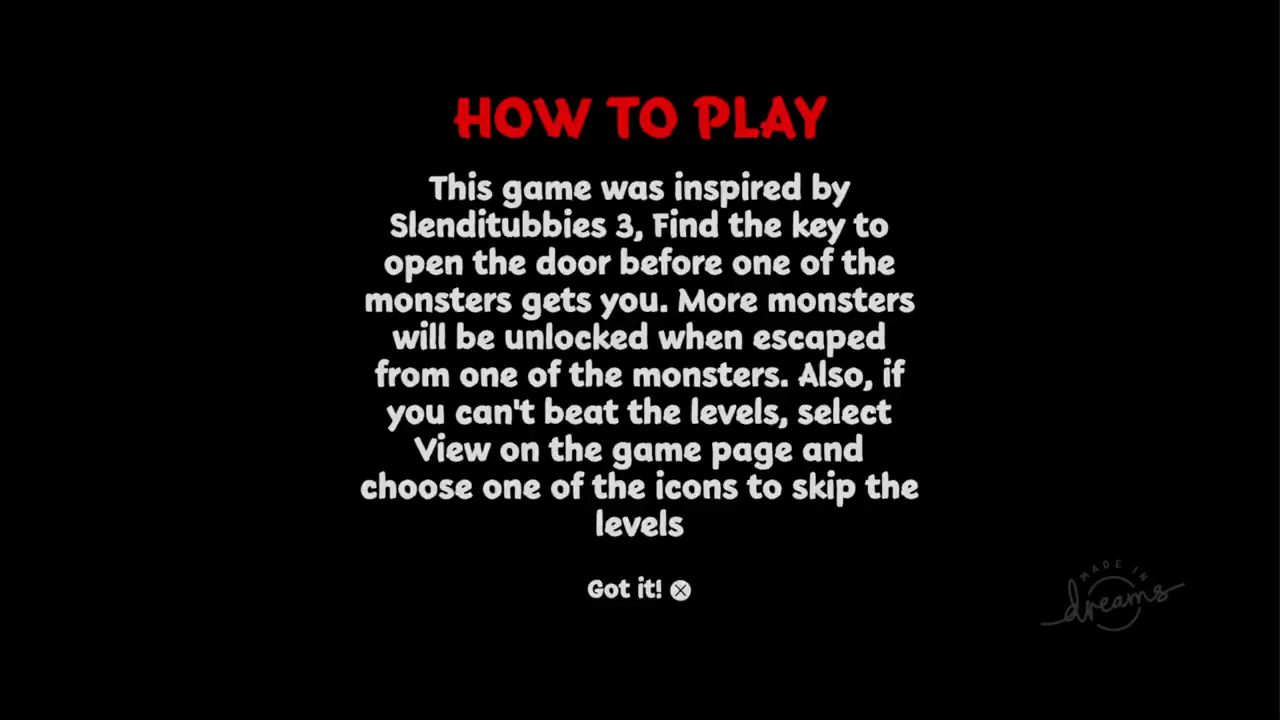 HOW TO PLAY
This game was inspired by
Slenditubbies 3, Find the key to
open the door before one of the
monsters gets you. More monsters
will be unlocked when escaped
from one of the monsters. Also, if
you can't beat the levels, select
View on the game page and
choose one of the icons to skip the
levels
Got it!
MADE IN
dreams